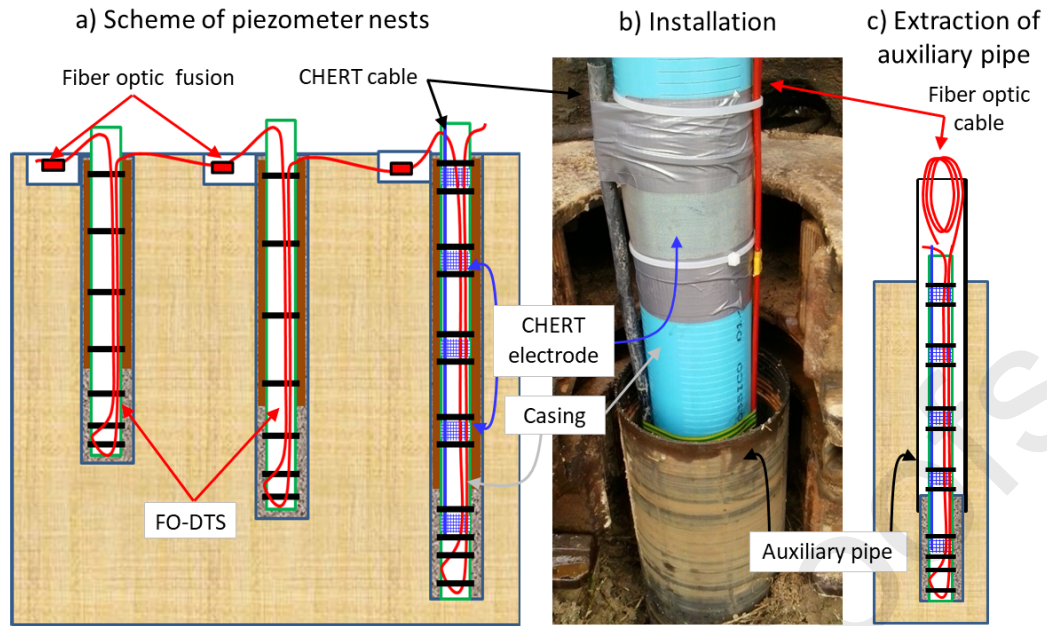 a) Scheme of piezometer nests
b) Installation
c) Extraction of
auxiliary pipe
Fiber optic fusion
CHERT cable
Fiber optic
cable
CHERT
electrode
Casing
FO-DTS
Auxiliary pipe